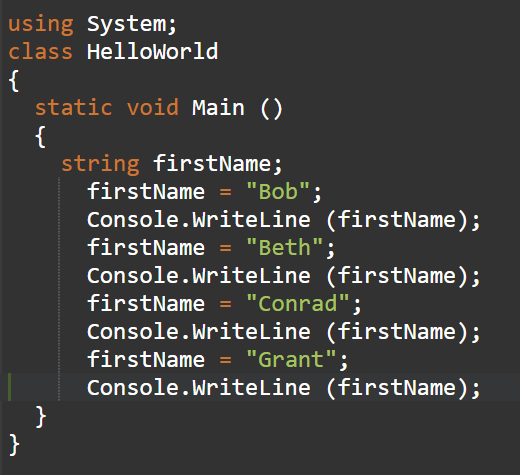 using System;
class HelloWorld
{
  static void Main ()
  {
    string firstName;
      firstName = "Bob";
      Console.WriteLine (firstName);
      firstName = "Beth";
      Console.WriteLine (firstName);
      firstName = "Conrad";
      Console.WriteLine (firstName);
      firstName = "Grant";
      Console.WriteLine (firstName);
  }
}